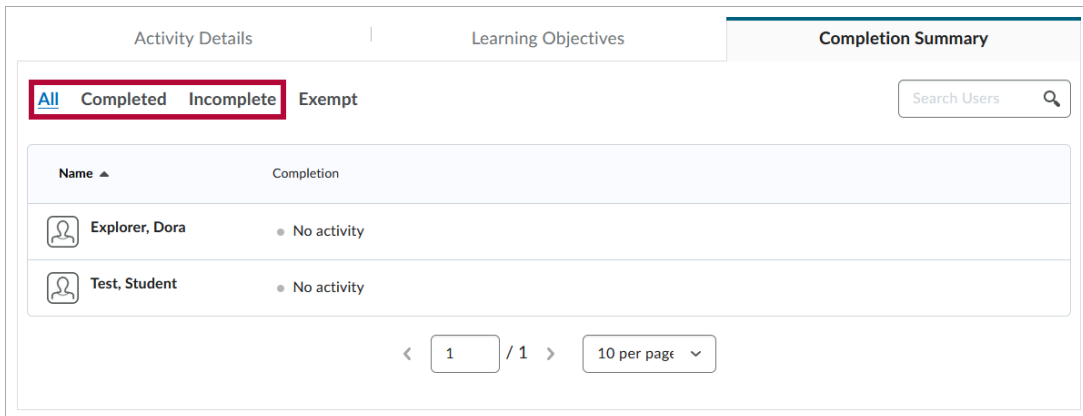 Activity Details Learning Objectives Completion Summary
All Completed Incomplete Exempt Search Users
Name Completion
Explorer, Dora No activity
Test, Student No activity
1 / 1 10 per page